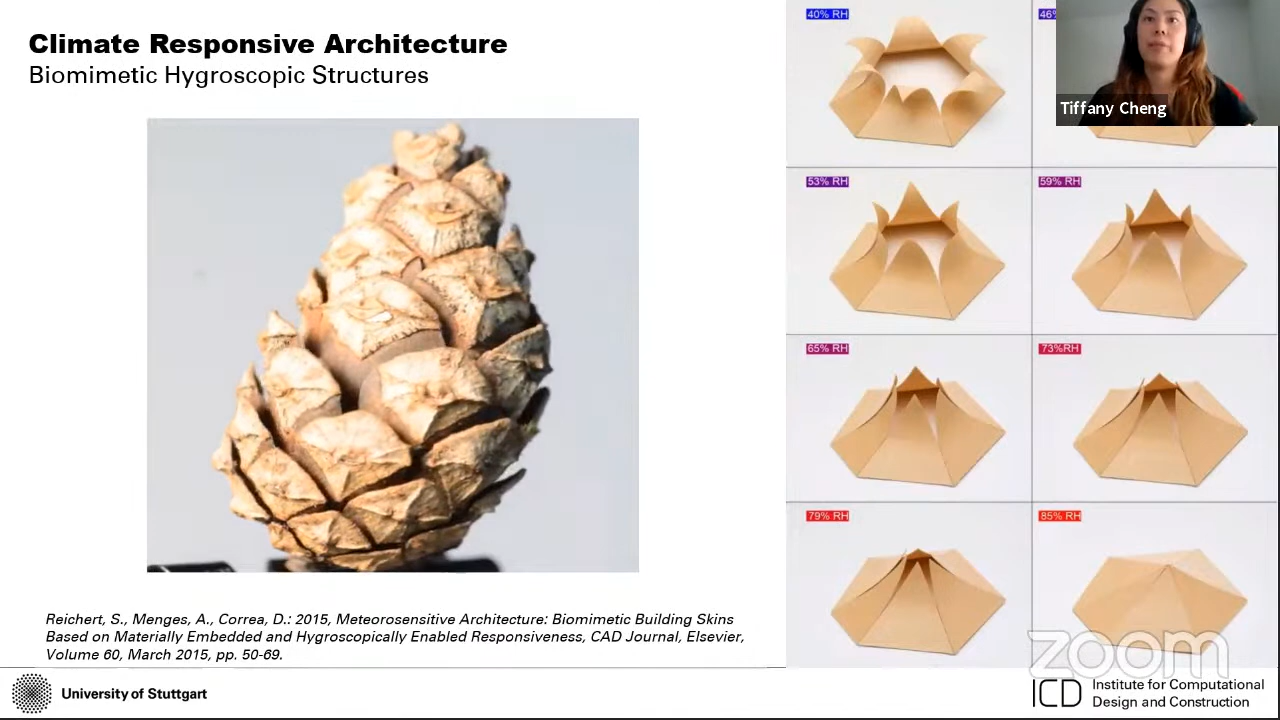 Climate Responsive Architecture
Biomimetic Hygroscopic Structures
40% RH
46%
Tiffany Cheng
53% RH
59% RH
65% RH
73%RH
79% RH
85% RH
Reichert, S., Menges, A., Correa, D.: 2015, Meteorosensitive Architecture: Biomimetic Building Skins
Based on Materially Embedded and Hygroscopically Enabled Responsiveness, CAD Journal, Elsevier,
Volume 60, March 2015, pp. 50-69.
zoom
University of Stuttgart
ICD
Institute for Computational
Design and Construction